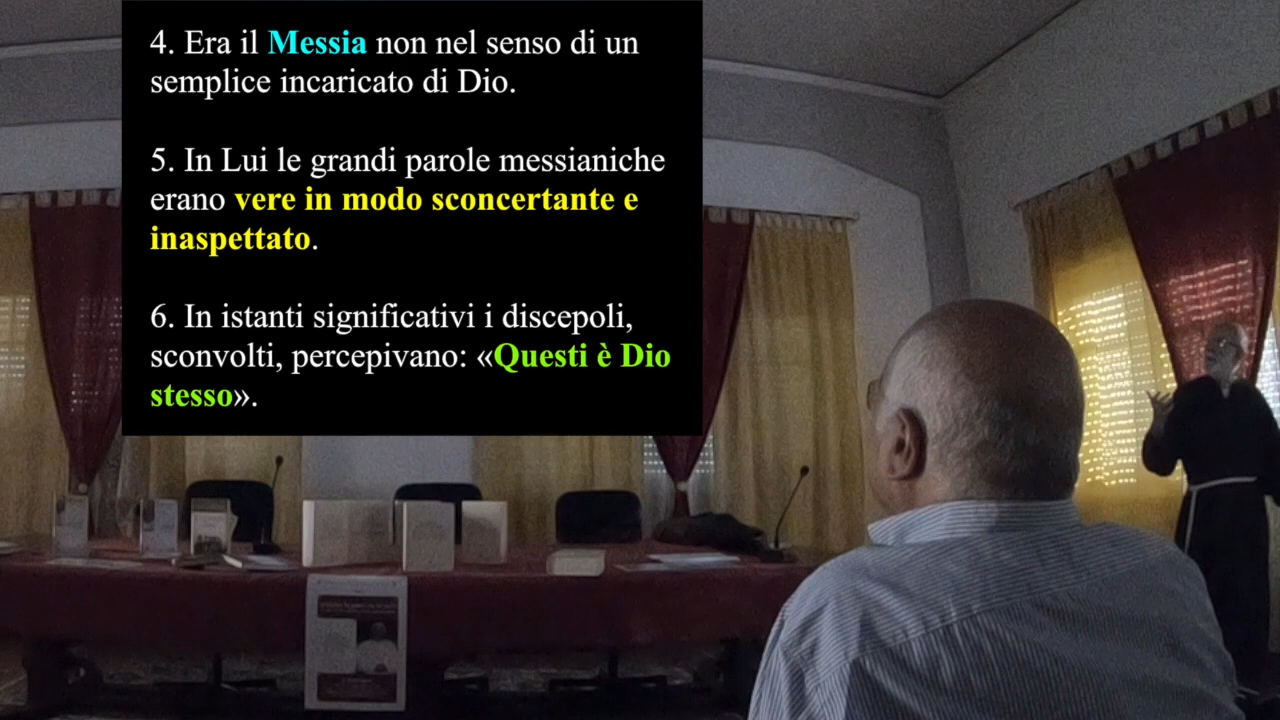 4. Era il Messia non nel senso di un
semplice incaricato di Dio.
5. In Lui le grandi parole messianiche
erano vere in modo sconcertante e
inaspettato.
6. In istanti significativi i discepoli,
sconvolti, percepivano: «Questi è Dio
stesso».